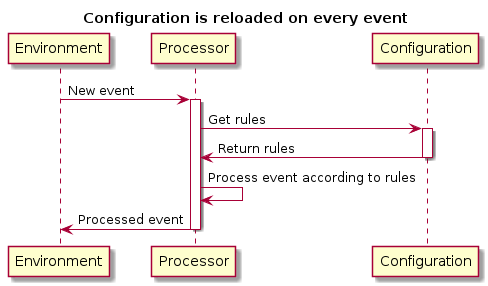 Configuration is reloaded on every event
Environment
Processor
Configuration
New event
Get rules
Return rules
Process event according to rules
Processed event
Environment
Processor
Configuration